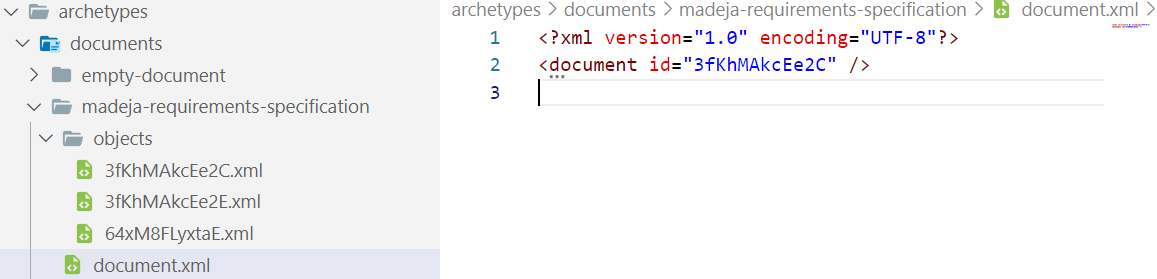 archetypes
documents
empty-document
madeja-requirements-specification
objects
3fKhMAkcEe2C.xml
3fKhMAkcEe2E.xml
64xM8FLyxtaE.xml
document.xml
archetypes > documents > madeja-requirements-specification > document.xml >
1 <?xml version="1.0" encoding="UTF-8"?>
2 <document id="3fKhMAkcEe2C" />
3